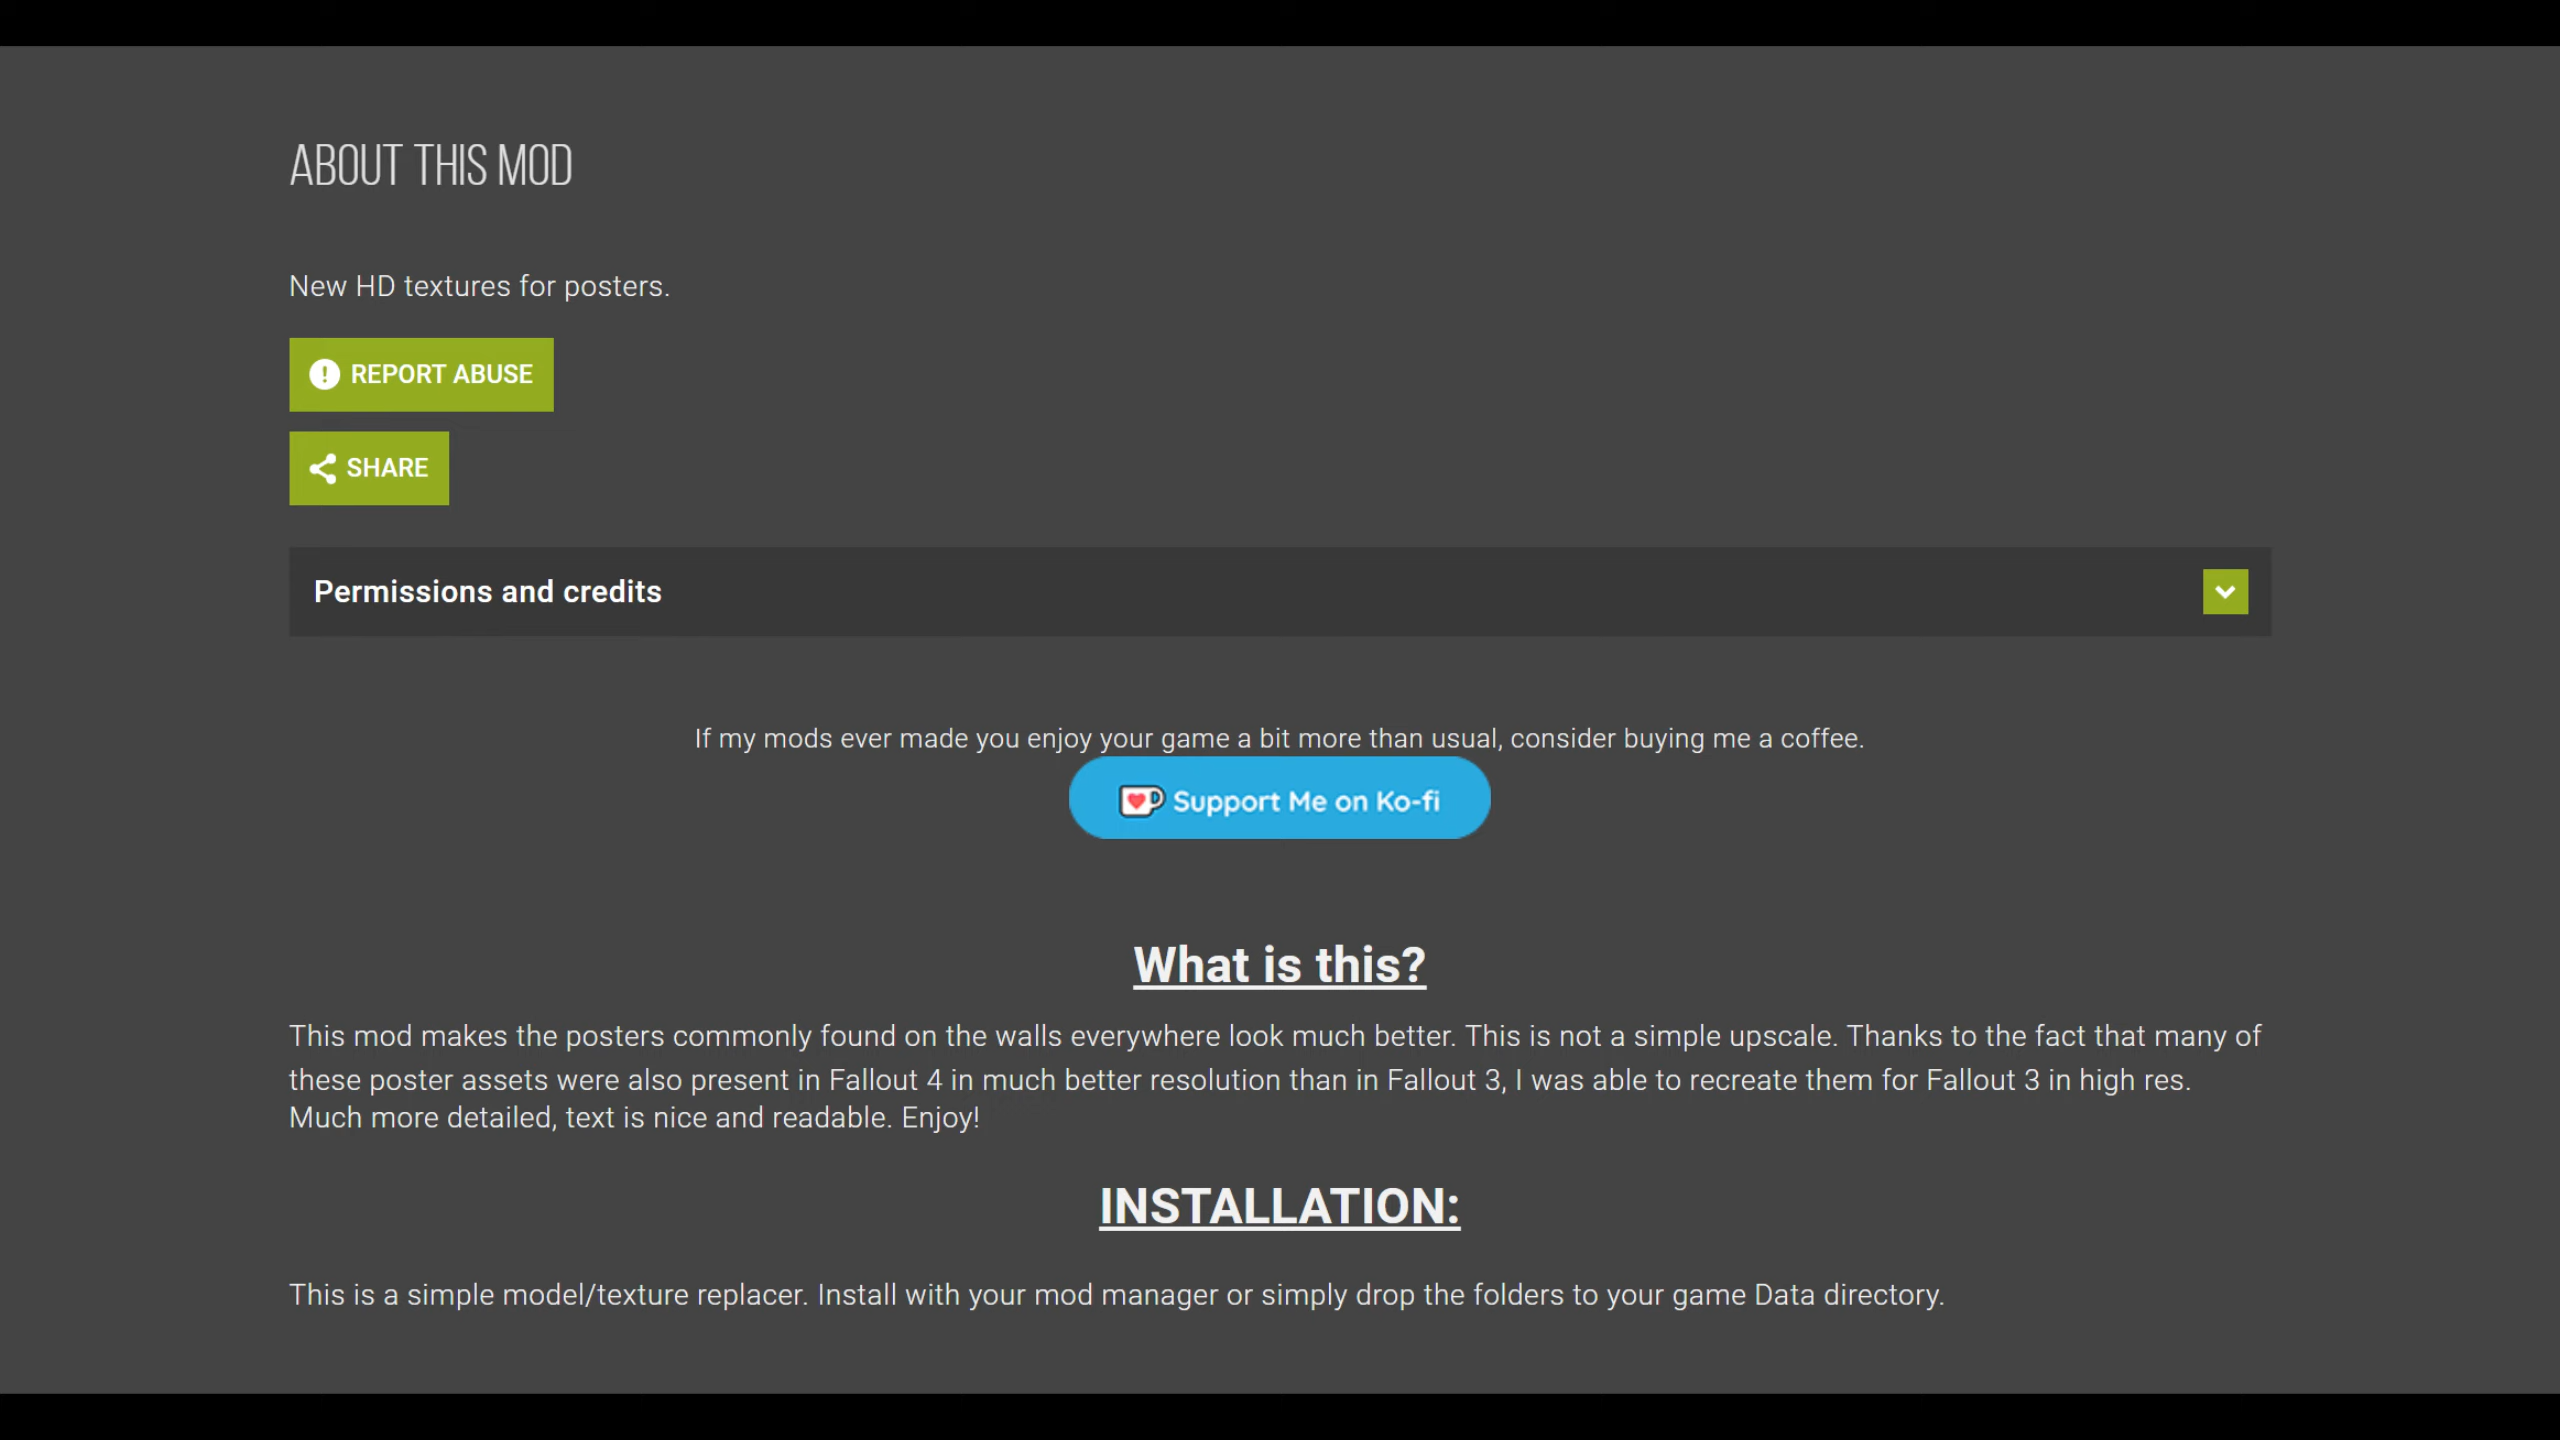 ABOUT THIS MOD
New HD textures for posters.
REPORT ABUSE
SHARE
Permissions and credits
If my mods ever made you enjoy your game a bit more than usual, consider buying me a coffee.
Support Me on Ko-fi
What is this?
This mod makes the posters commonly found on the walls everywhere look much better. This is not a simple upscale. Thanks to the fact that many of
these poster assets were also present in Fallout 4 in much better resolution than in Fallout 3, I was able to recreate them for Fallout 3 in high res.
Much more detailed, text is nice and readable. Enjoy!
INSTALLATION:
This is a simple model/texture replacer. Install with your mod manager or simply drop the folders to your game Data directory.